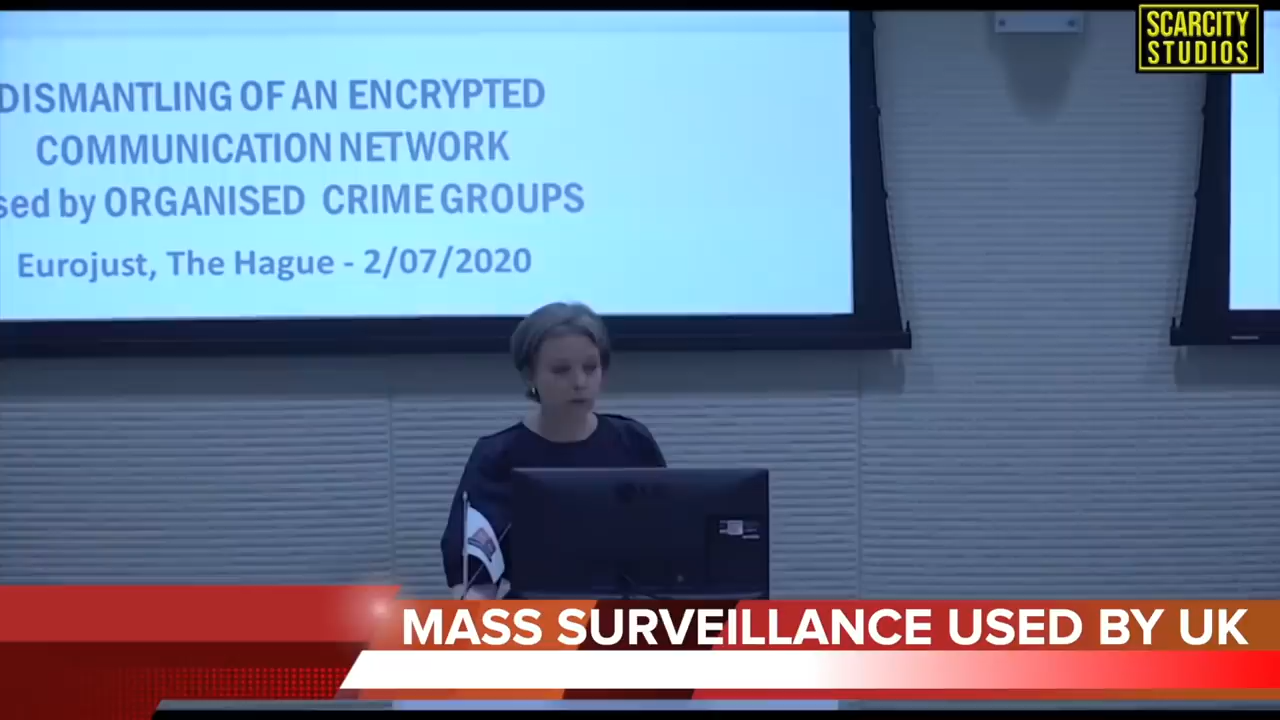 SCARCITY
STUDIOS
DISMANTLING OF AN ENCRYPTED
COMMUNICATION NETWORK
sed by ORGANISED CRIME GROUPS
Eurojust, The Hague - 2/07/2020
MASS SURVEILLANCE USED BY UK